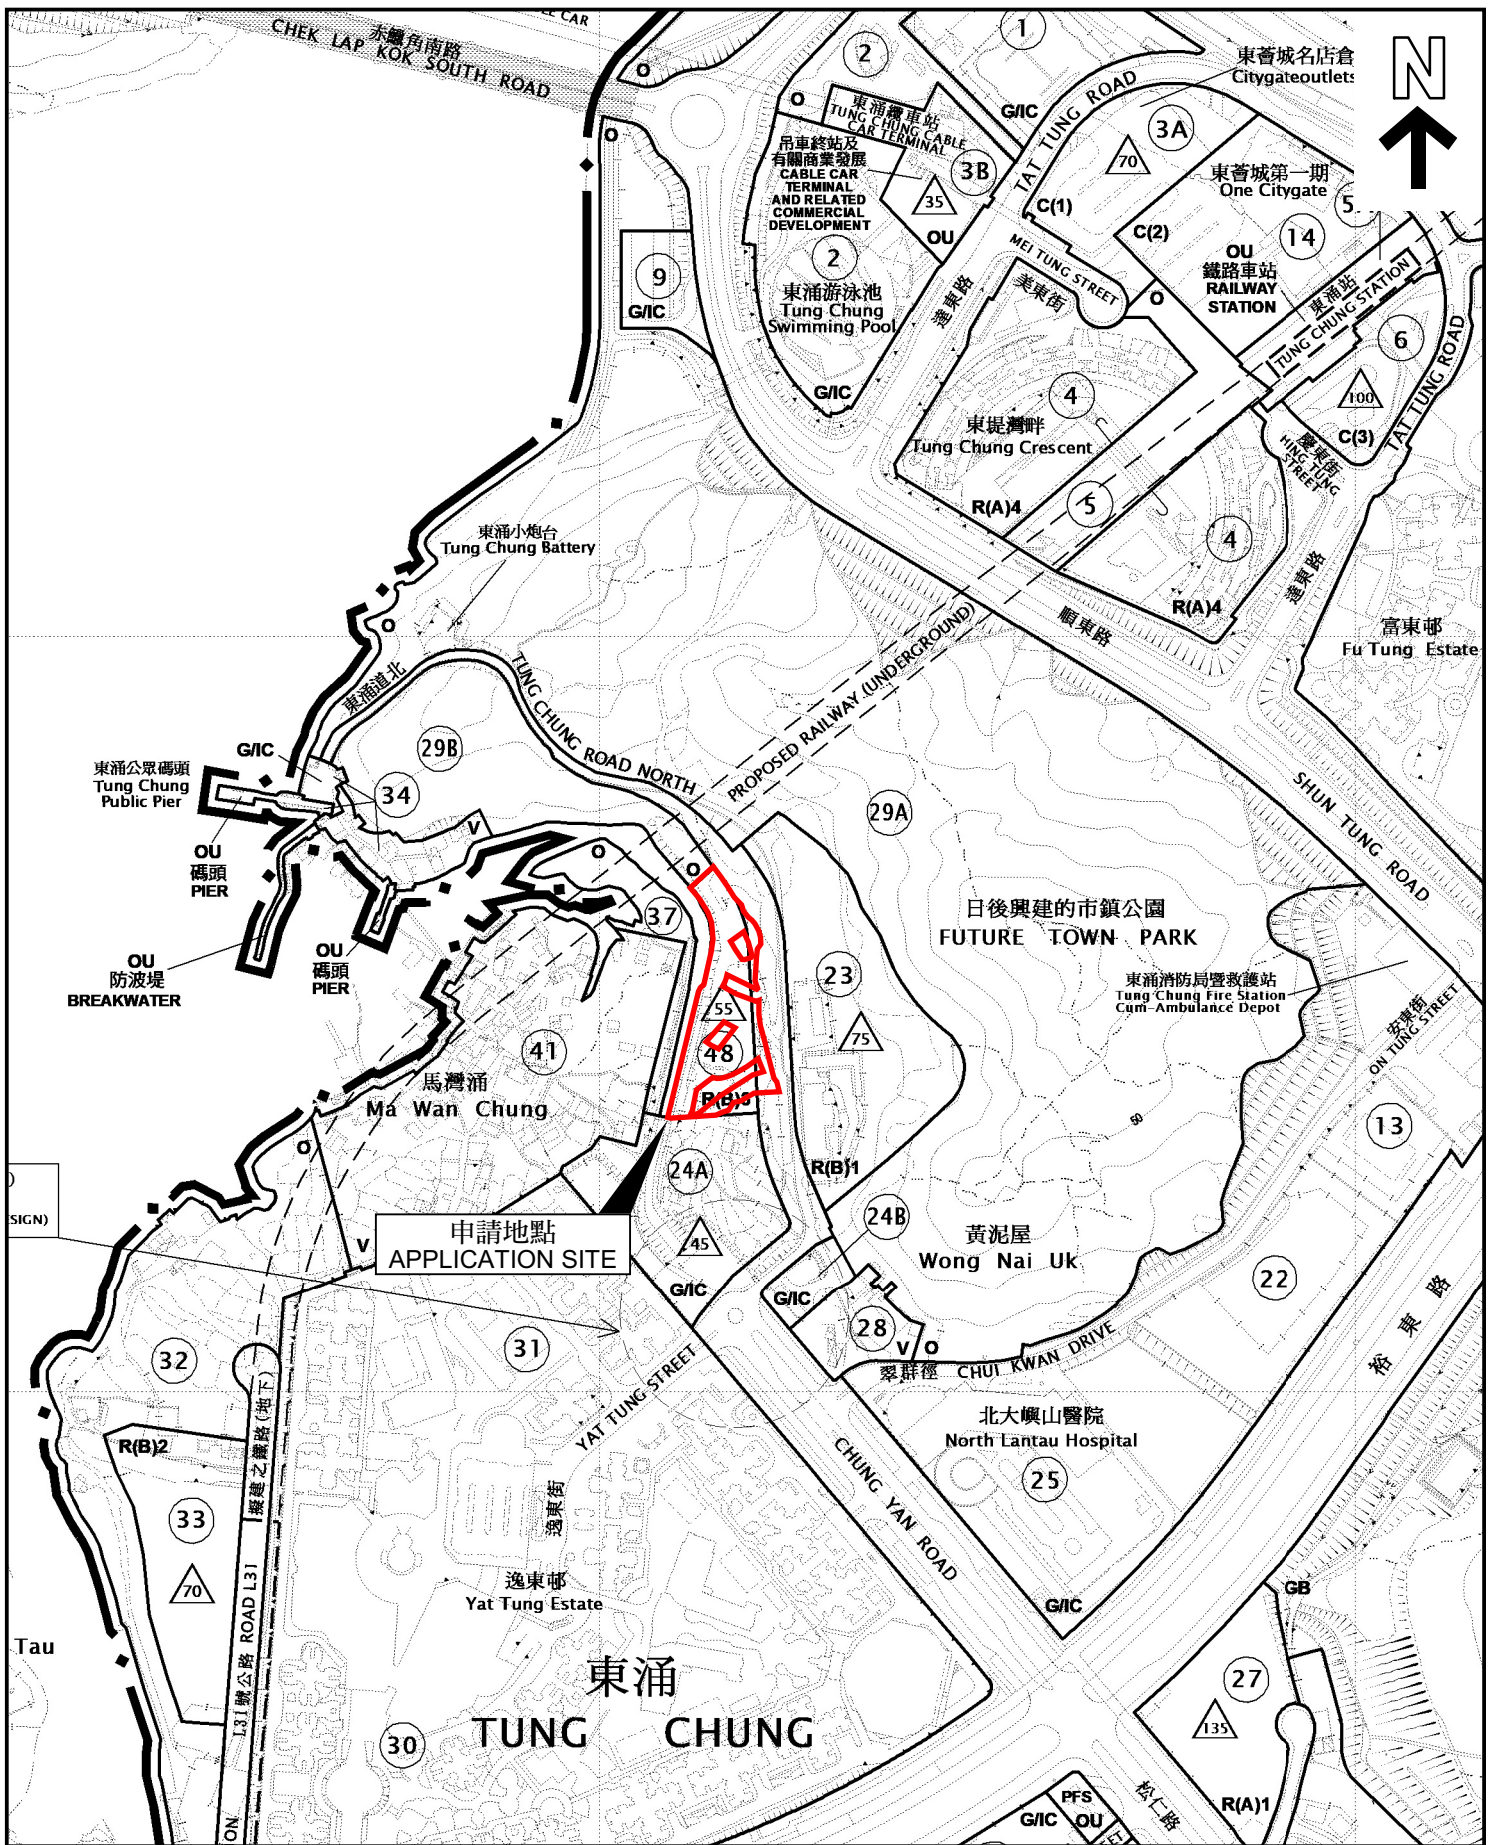 赤鱲角南路
CHEK LAP KOK SOUTH ROAD
LE CAR
O
2
1
G/IC
東薈城名店倉
Citygateoutlets
N
O
O
東涌纜車站
TUNG CHUNG CABLE
CAR TERMINAL
吊車終站及
有關商業發展
CABLE CAR
TERMINAL
AND RELATED
COMMERCIAL
DEVELOPMENT
3B
35
OU
TAT TUNG ROAD
3A
70
C(1)
C(2)
東薈城第一期
One Citygate
5
14
OU
鐵路車站
RAILWAY
STATION
東涌站
TUNG CHUNG STATION
MEI TUNG STREET
美東街
達東路
O
9
G/IC
2
東涌游泳池
Tung Chung
Swimming Pool
G/IC
6
100
C(3)
TAT TUNG ROAD
慶東街
HING TUNG
STREET
4
東堤灣畔
Tung Chung Crescent
R(A)4
5
4
R(A)4
達東路
順東路
富東邨
Fu Tung Estate
東涌小炮台
Tung Chung Battery
O
東涌道北
TUNG CHUNG ROAD NORTH
PROPOSED RAILWAY (UNDERGROUND)
SHUN TUNG ROAD
G/IC
29B
34
東涌公眾碼頭
Tung Chung
Public Pier
OU
碼頭
PIER
V
O
O
29A
OU
防波堤
BREAKWATER
OU
碼頭
PIER
37
日後興建的市鎮公園
FUTURE TOWN PARK
23
75
東涌消防局暨救護站
Tung Chung Fire Station
Cum-Ambulance Depot
安東街
ON TUNG STREET
55
48
R(B)3
41
馬灣涌
Ma Wan Chung
50
13
O
R(B)1
24A
45
G/IC
24B
G/IC
黃泥屋
Wong Nai Uk
)
SIGN)
申請地點
APPLICATION SITE
V
22
裕東路
28
V
O
翠群徑
CHUI KWAN DRIVE
31
32
YAT TUNG STREET
逸東街
北大嶼山醫院
North Lantau Hospital
25
CHUNG YAN ROAD
G/IC
R(B)2
擬建之鐵路(地下)
33
70
L31號公路 ROAD L31
逸東邨
Yat Tung Estate
GB
Tau
東涌
TUNG CHUNG
27
135
R(A)1
30
ON
松仁路
PFS
G/IC
OU